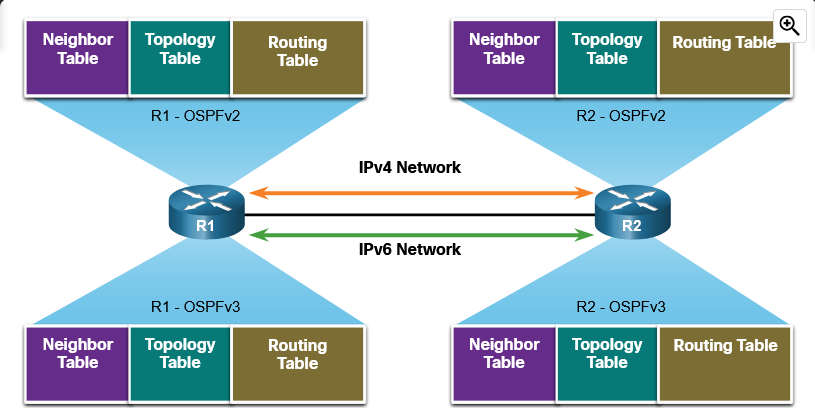 Neighbor
Table
Topology
Table
Routing
Table
Neighbor
Table
Topology
Table
Routing Table
R1 - OSPFv2
R2 - OSPFv2
IPv4 Network
R1
R2
IPv6 Network
R1 - OSPFv3
R2 - OSPFv3
Neighbor
Table
Topology
Table
Routing
Table
Neighbor
Table
Topology
Table
Routing Table